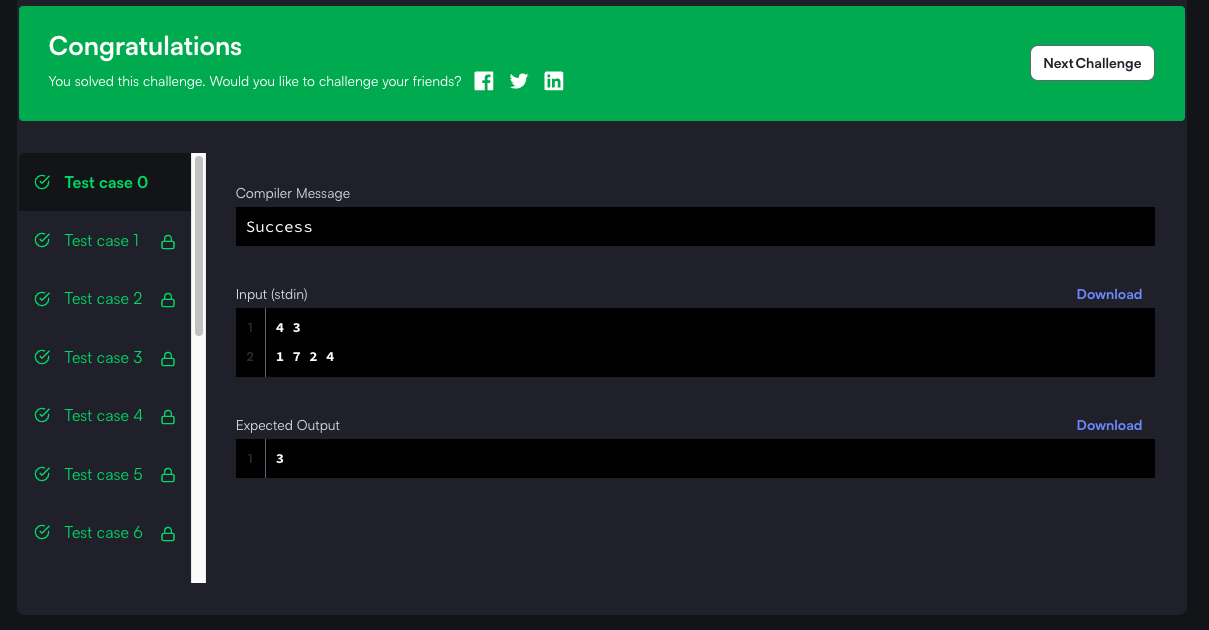 Congratulations
You solved this challenge. Would you like to challenge your friends?
Next Challenge
Test case 0
Test case 1
Test case 2
Test case 3
Test case 4
Test case 5
Test case 6
Compiler Message
Success
Input (stdin)
Download
1 4 3
2 1 7 2 4
Expected Output
Download
1 3